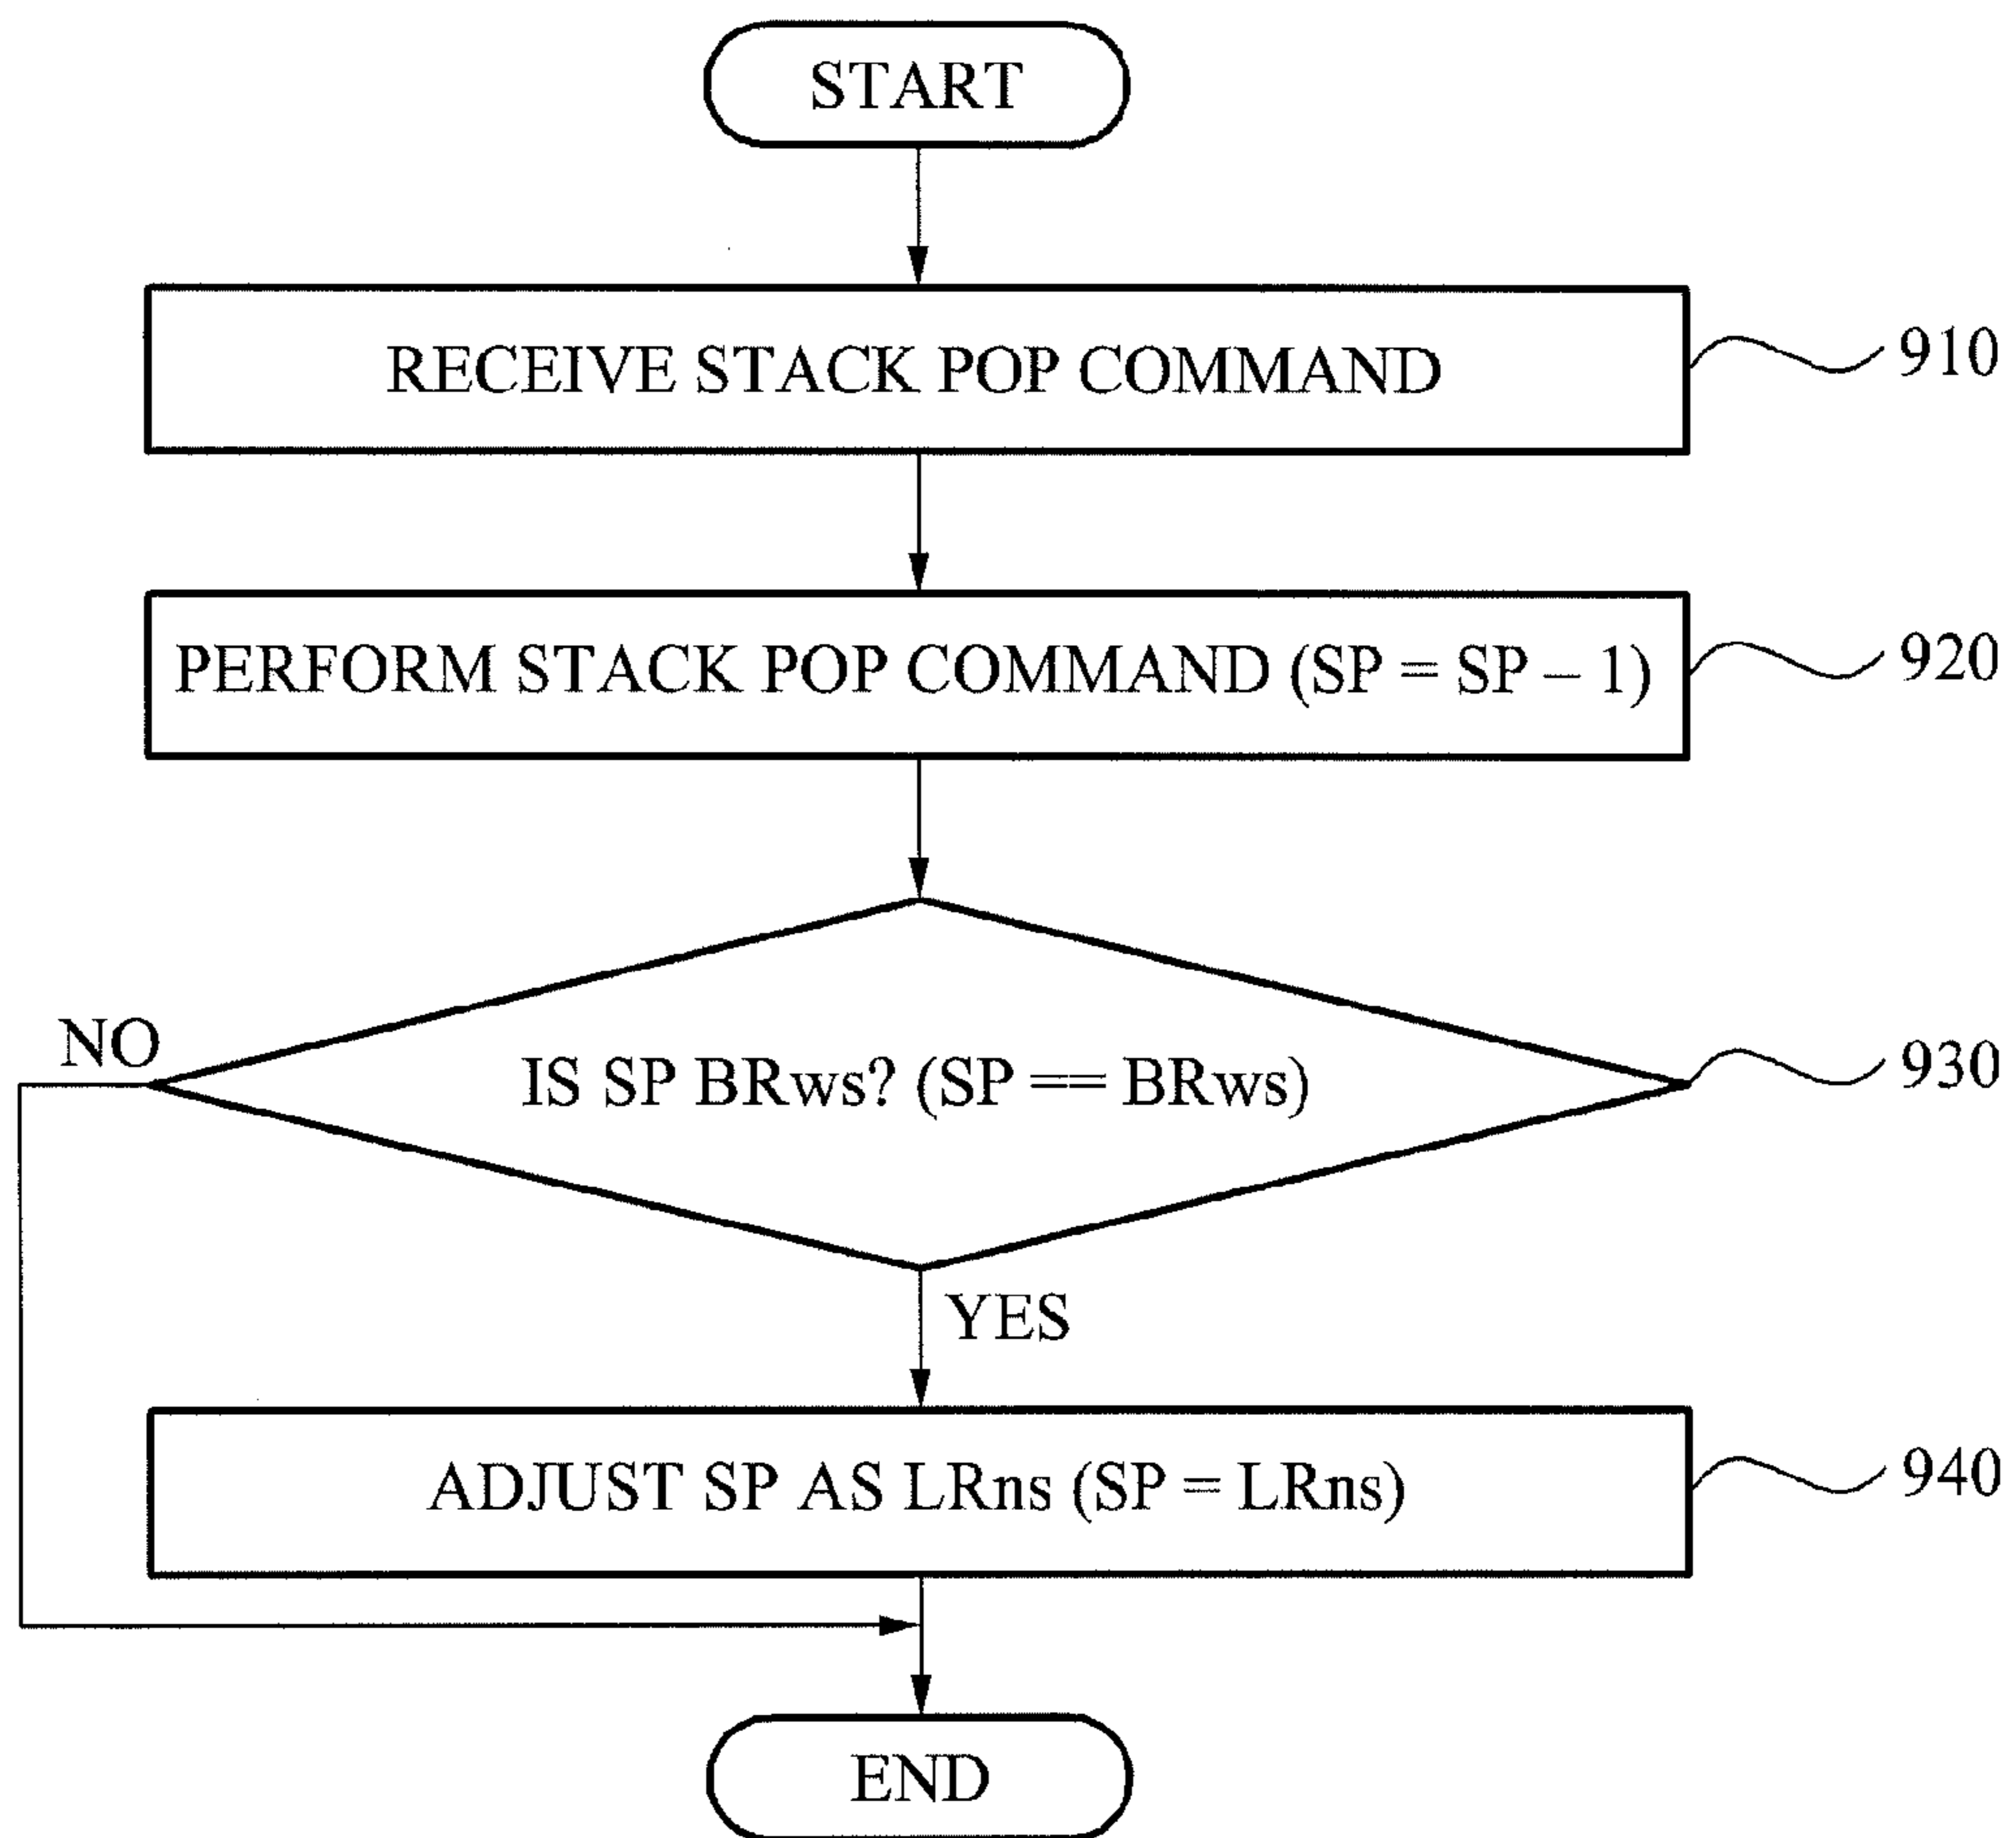 START
RECEIVE STACK POP COMMAND
910
PERFORM STACK POP COMMAND (SP = SP – 1)
920
NO
IS SP BRws? (SP == BRws)
930
YES
ADJUST SP AS LRns (SP = LRns)
940
END